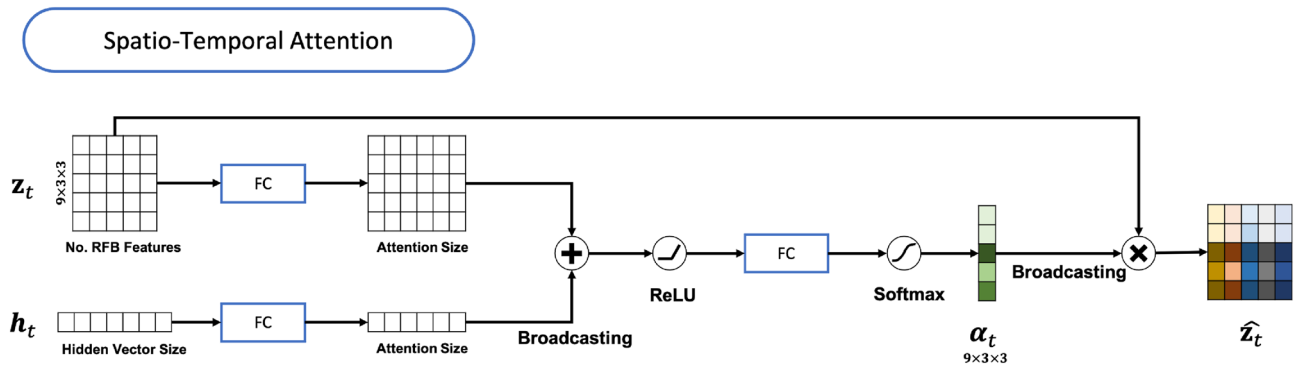 Spatio-Temporal Attention
z_t
9×3×3
No. RFB Features
FC
Attention Size
h_t
Hidden Vector Size
FC
Attention Size
Broadcasting
ReLU
FC
Softmax
α_t
9×3×3
Broadcasting
ẑ_t